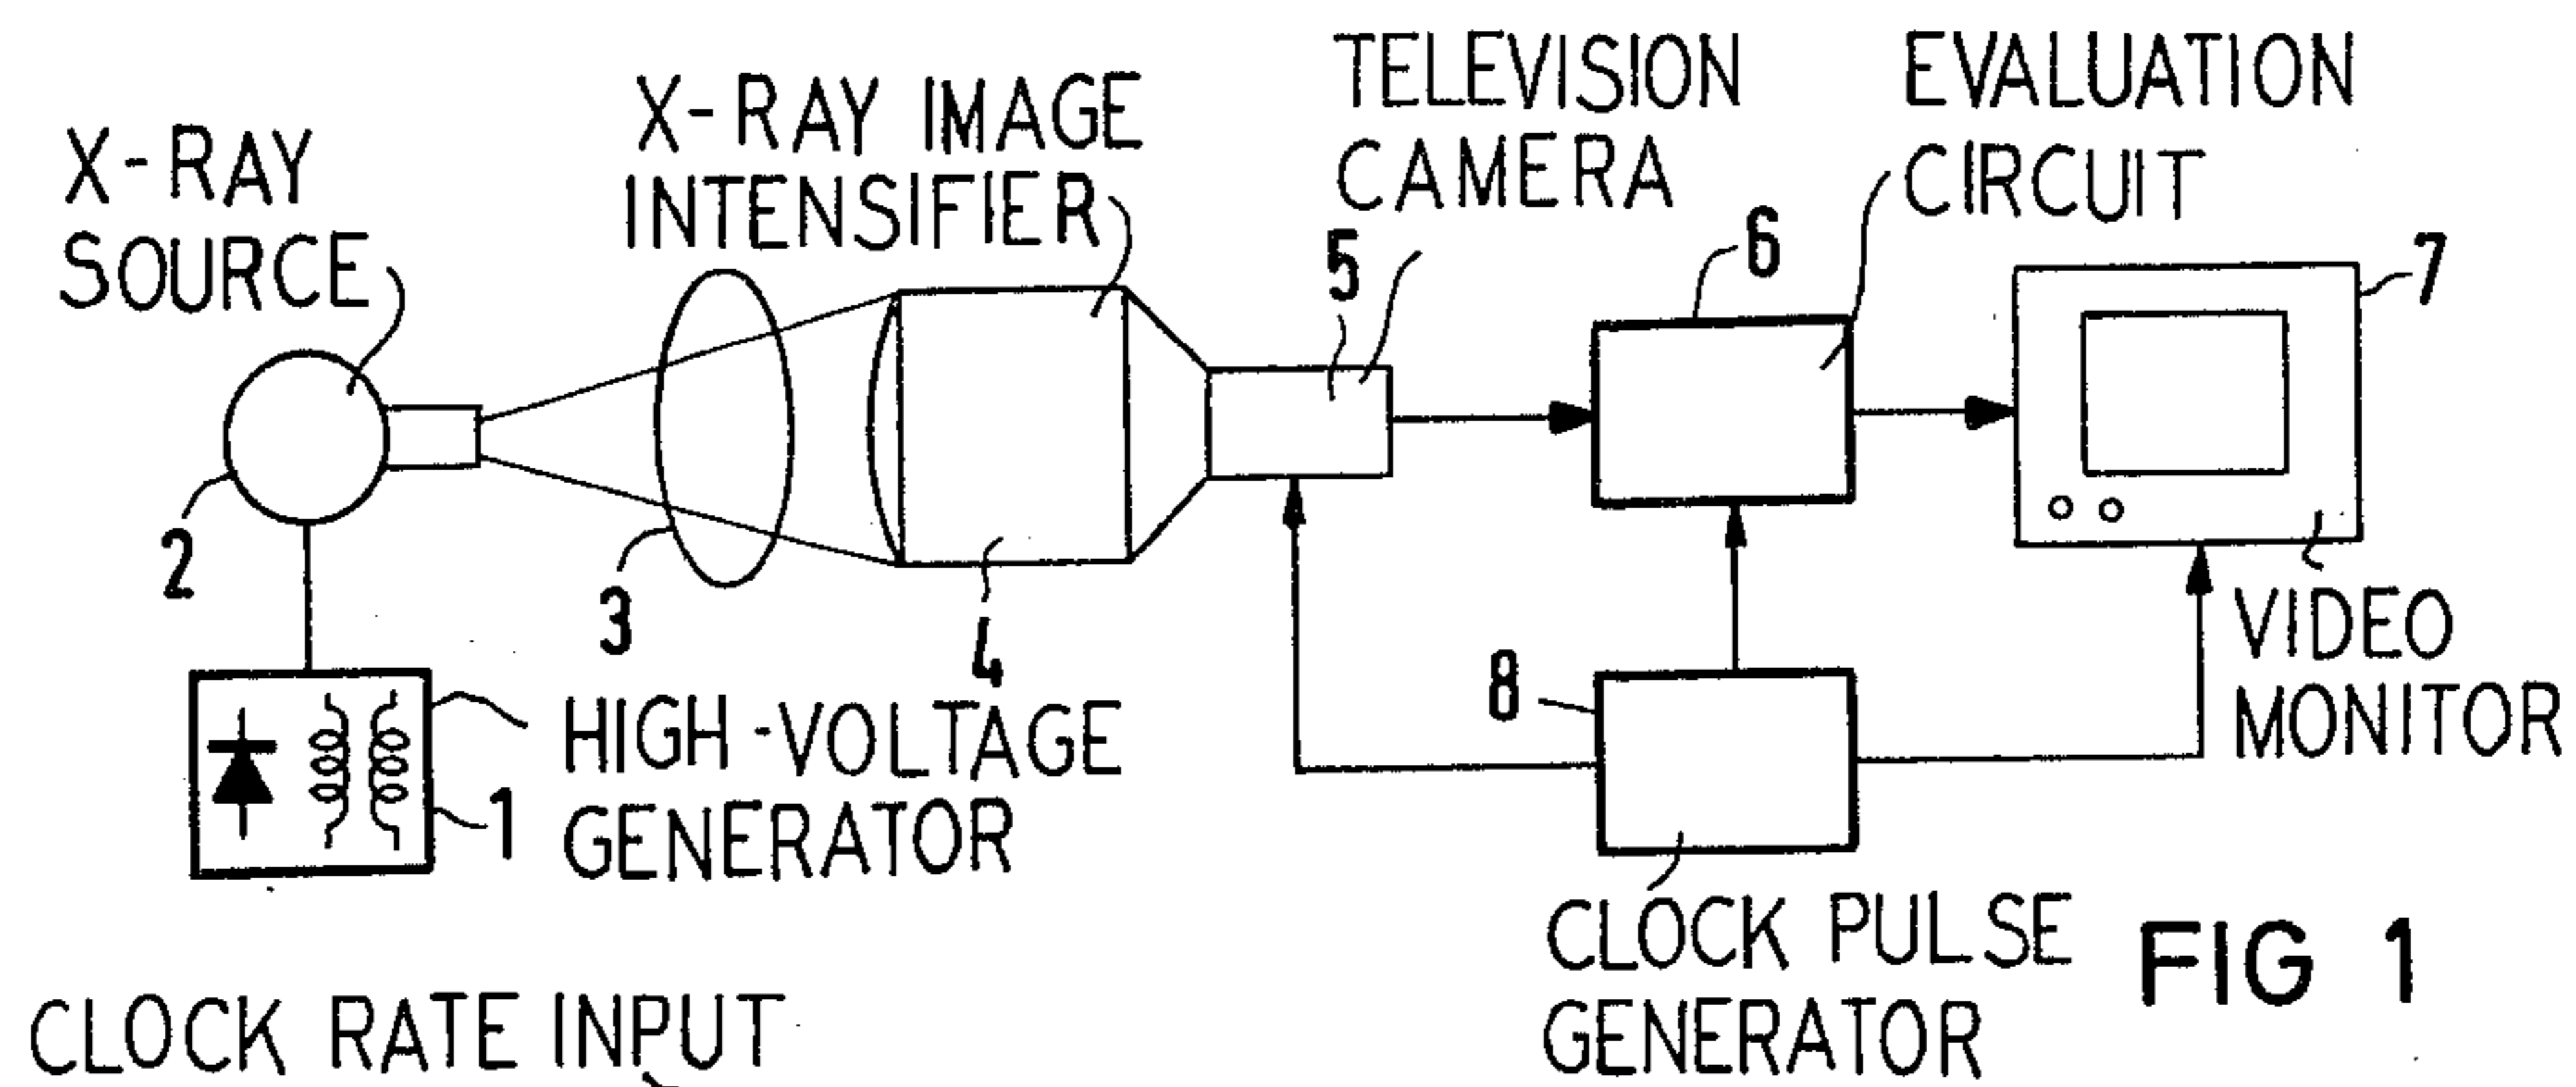 X-RAY
SOURCE
X-RAY IMAGE
INTENSIFIER
TELEVISION
CAMERA
EVALUATION
CIRCUIT
5
6
7
2
3
4
8
VIDEO
MONITOR
HIGH-VOLTAGE
GENERATOR
1
CLOCK PULSE
GENERATOR
FIG 1
CLOCK RATE INPUT